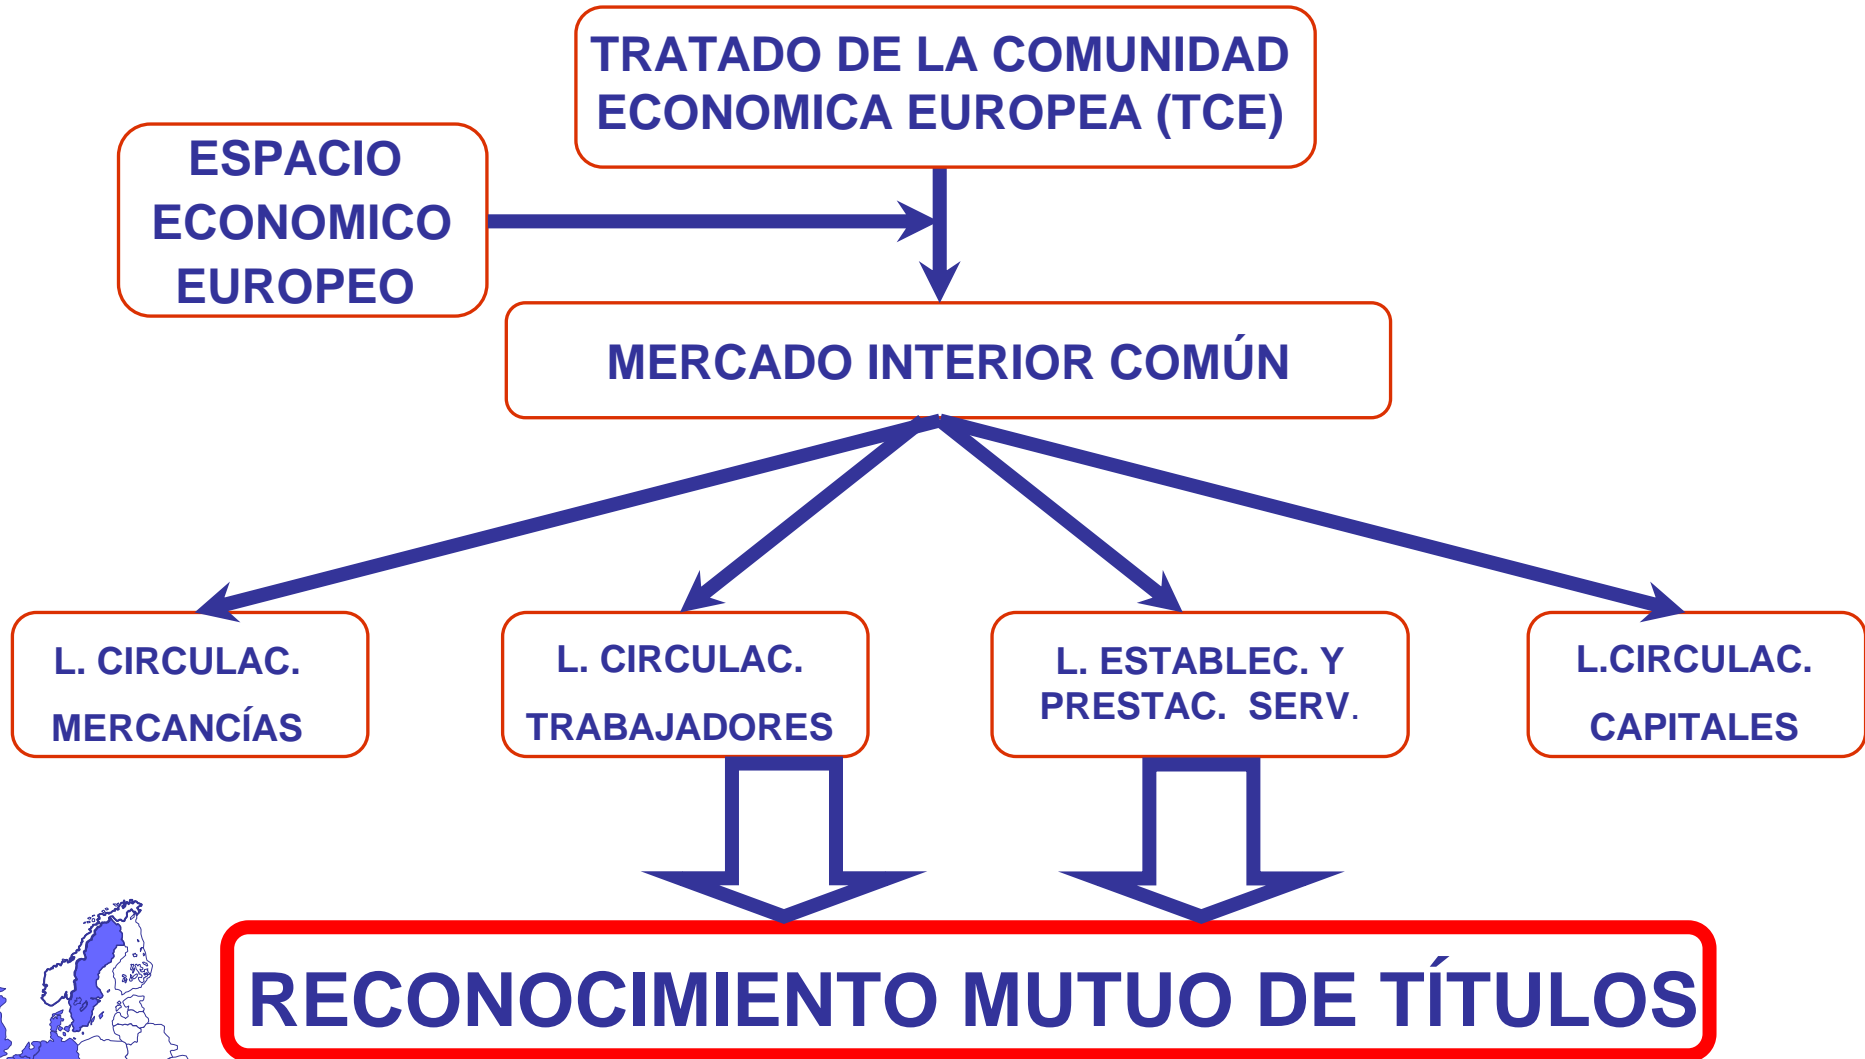 TRATADO DE LA COMUNIDAD
ECONOMICA EUROPEA (TCE)
ESPACIO
ECONOMICO
EUROPEO
MERCADO INTERIOR COMÚN
L. CIRCULAC.
MERCANCÍAS
L. CIRCULAC.
TRABAJADORES
L. ESTABLEC. Y
PRESTAC. SERV.
L.CIRCULAC.
CAPITALES
RECONOCIMIENTO MUTUO DE TÍTULOS